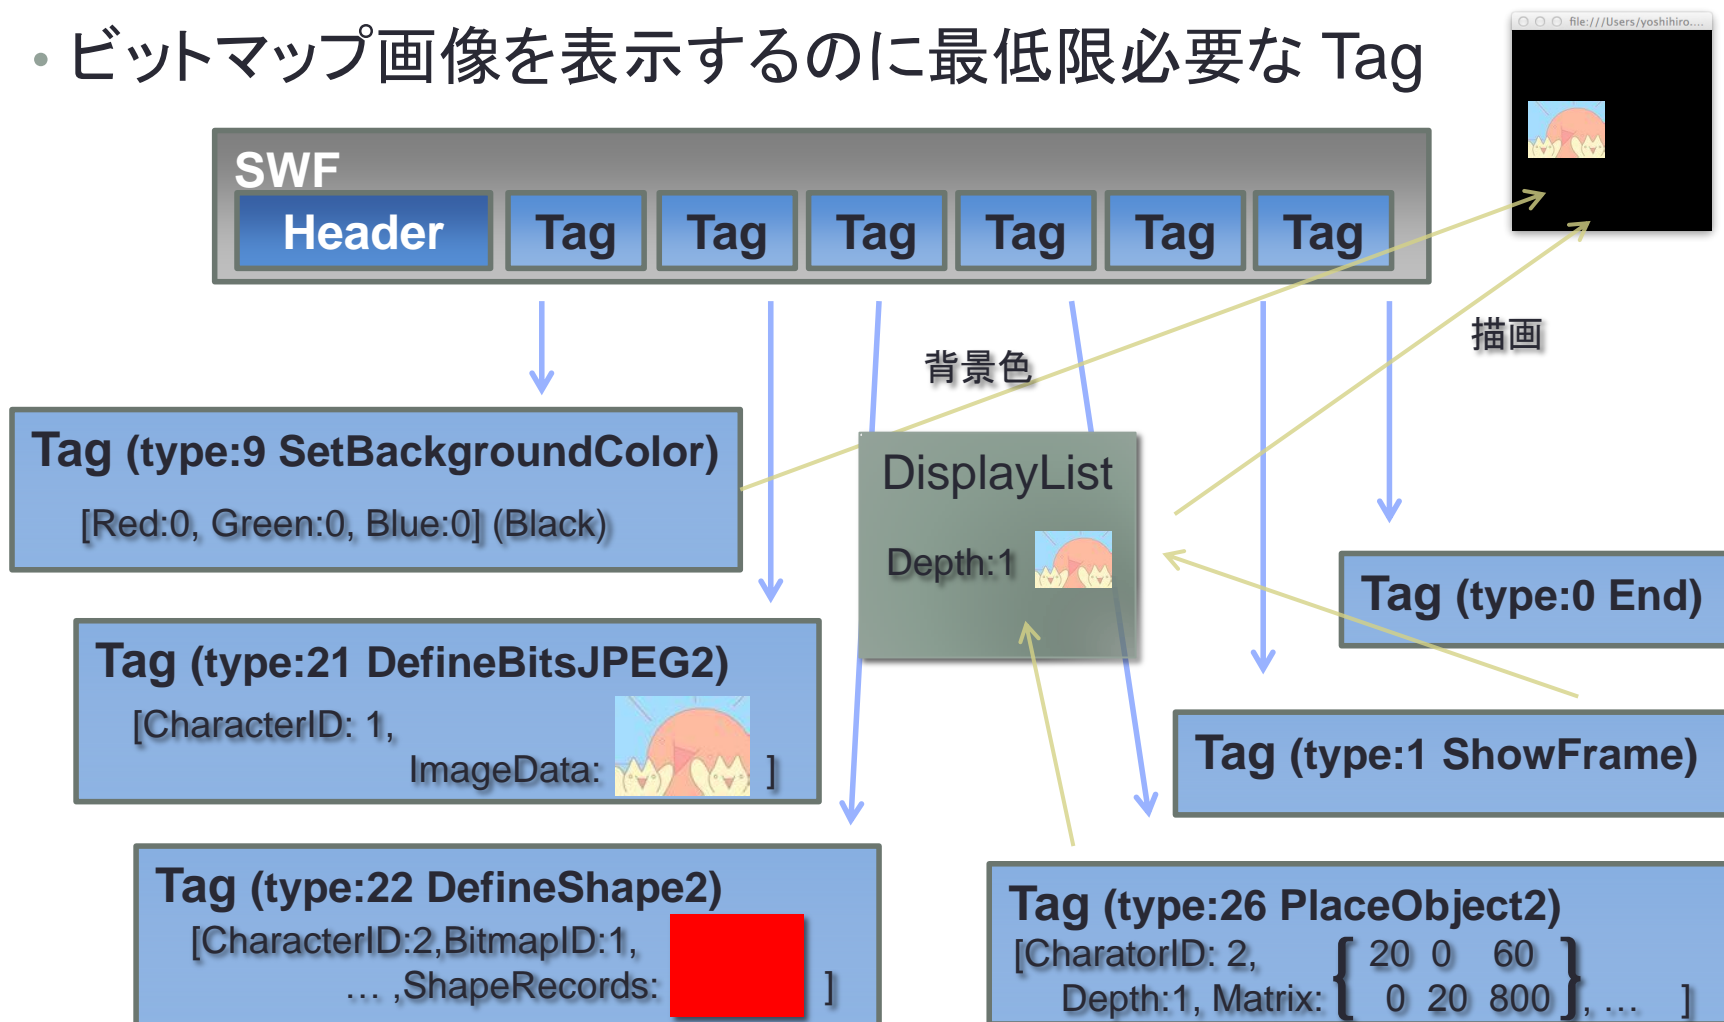 • ビットマップ画像を表示するのに最低限必要な Tag
file:///Users/yoshihiro....
SWF
Header Tag Tag Tag Tag Tag Tag
描画
背景色
Tag (type:9 SetBackgroundColor)
[Red:0, Green:0, Blue:0] (Black)
DisplayList
Depth:1
Tag (type:0 End)
Tag (type:21 DefineBitsJPEG2)
[CharacterID: 1,
ImageData: ]
Tag (type:1 ShowFrame)
Tag (type:22 DefineShape2)
[CharacterID:2,BitmapID:1,
… ,ShapeRecords: ]
Tag (type:26 PlaceObject2)
[CharatorID: 2, { 20 0 60 }
Depth:1, Matrix: 0 20 800 , … ]